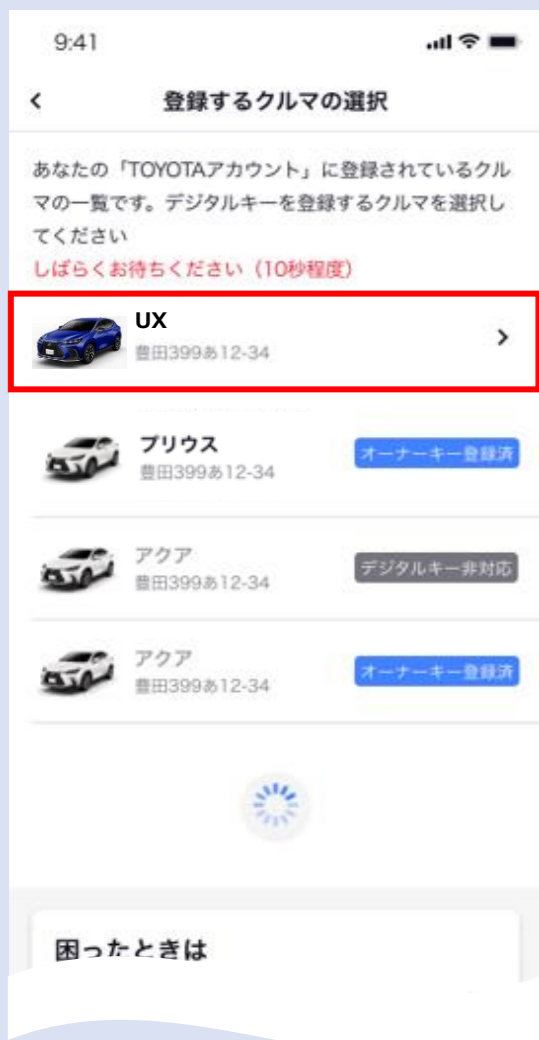 9:41
登録するクルマの選択
あなたの「TOYOTAアカウント」に登録されているクル
マの一覧です。デジタルキーを登録するクルマを選択し
てください
しばらくお待ちください（10秒程度）
UX
豊田399あ12-34
プリウス
豊田399あ12-34
オーナーキー登録済
アクア
豊田399あ12-34
デジタルキー非対応
アクア
豊田399あ12-34
オーナーキー登録済
困ったときは